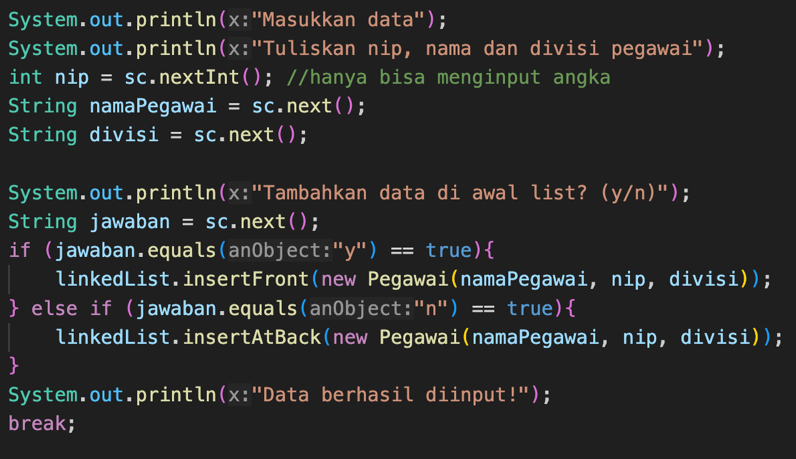 System.out.println(x:"Masukkan data");
System.out.println(x:"Tuliskan nip, nama dan divisi pegawai");
int nip = sc.nextInt(); //hanya bisa menginput angka
String namaPegawai = sc.next();
String divisi = sc.next();
System.out.println(x:"Tambahkan data di awal list? (y/n)");
String jawaban = sc.next();
if (jawaban.equals(anObject:"y") == true){
linkedList.insertFront(new Pegawai(namaPegawai, nip, divisi));
} else if (jawaban.equals(anObject:"n") == true){
linkedList.insertAtBack(new Pegawai(namaPegawai, nip, divisi));
}
System.out.println(x:"Data berhasil diinput!");
break;